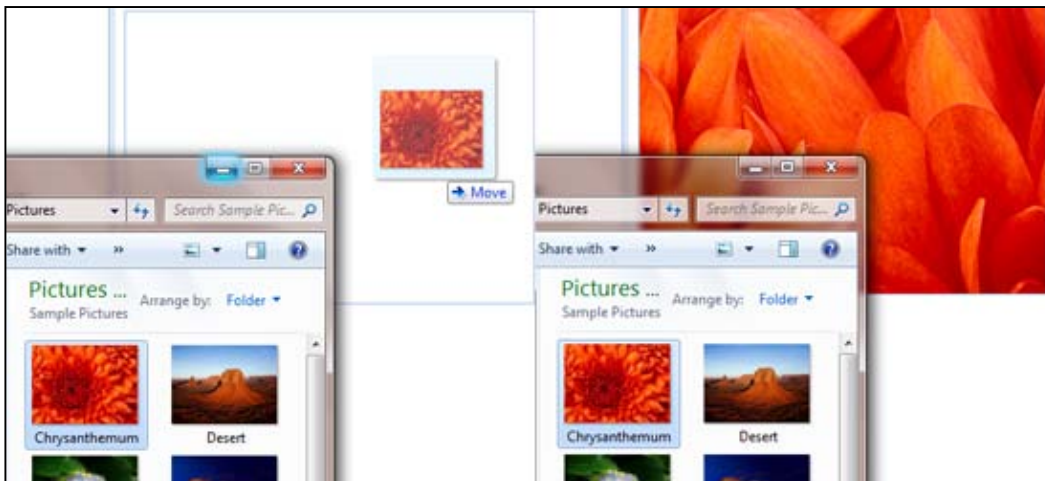 Move
Pictures
Search Sample Pic...
Share with
»
Pictures ...
Arrange by: Folder
Sample Pictures
Chrysanthemum
Desert
Pictures
Search Sample Pic...
Share with
»
Pictures ...
Arrange by: Folder
Sample Pictures
Chrysanthemum
Desert